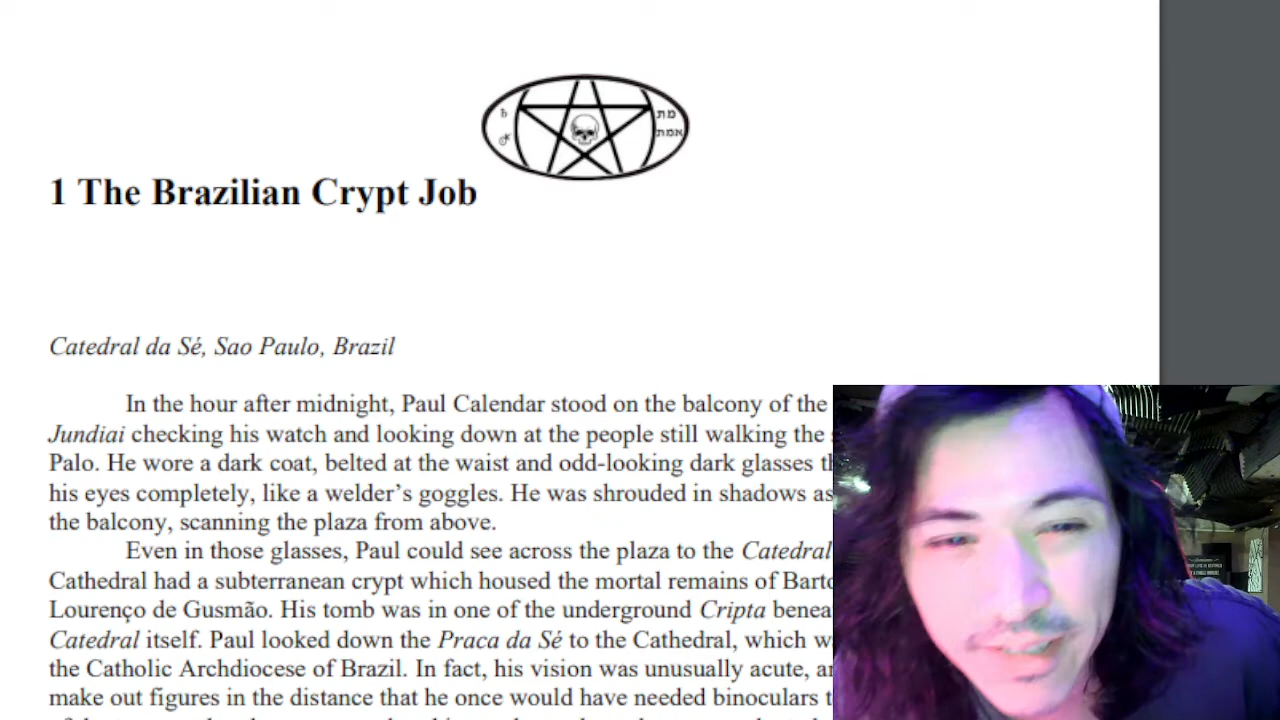 מת
אמת
1 The Brazilian Crypt Job
Catedral da Sé, Sao Paulo, Brazil
In the hour after midnight, Paul Calendar stood on the balcony of the
Jundiai checking his watch and looking down at the people still walking the
Palo. He wore a dark coat, belted at the waist and odd-looking dark glasses
his eyes completely, like a welder’s goggles. He was shrouded in shadows as
the balcony, scanning the plaza from above.
Even in those glasses, Paul could see across the plaza to the Catedral
Cathedral had a subterranean crypt which housed the mortal remains of
Lourenço de Gusmão. His tomb was in one of the underground Cripta
Catedral itself. Paul looked down the Praca da Sé to the Cathedral, which
the Catholic Archdiocese of Brazil. In fact, his vision was unusually acute,
make out figures in the distance that he once would have needed binoculars